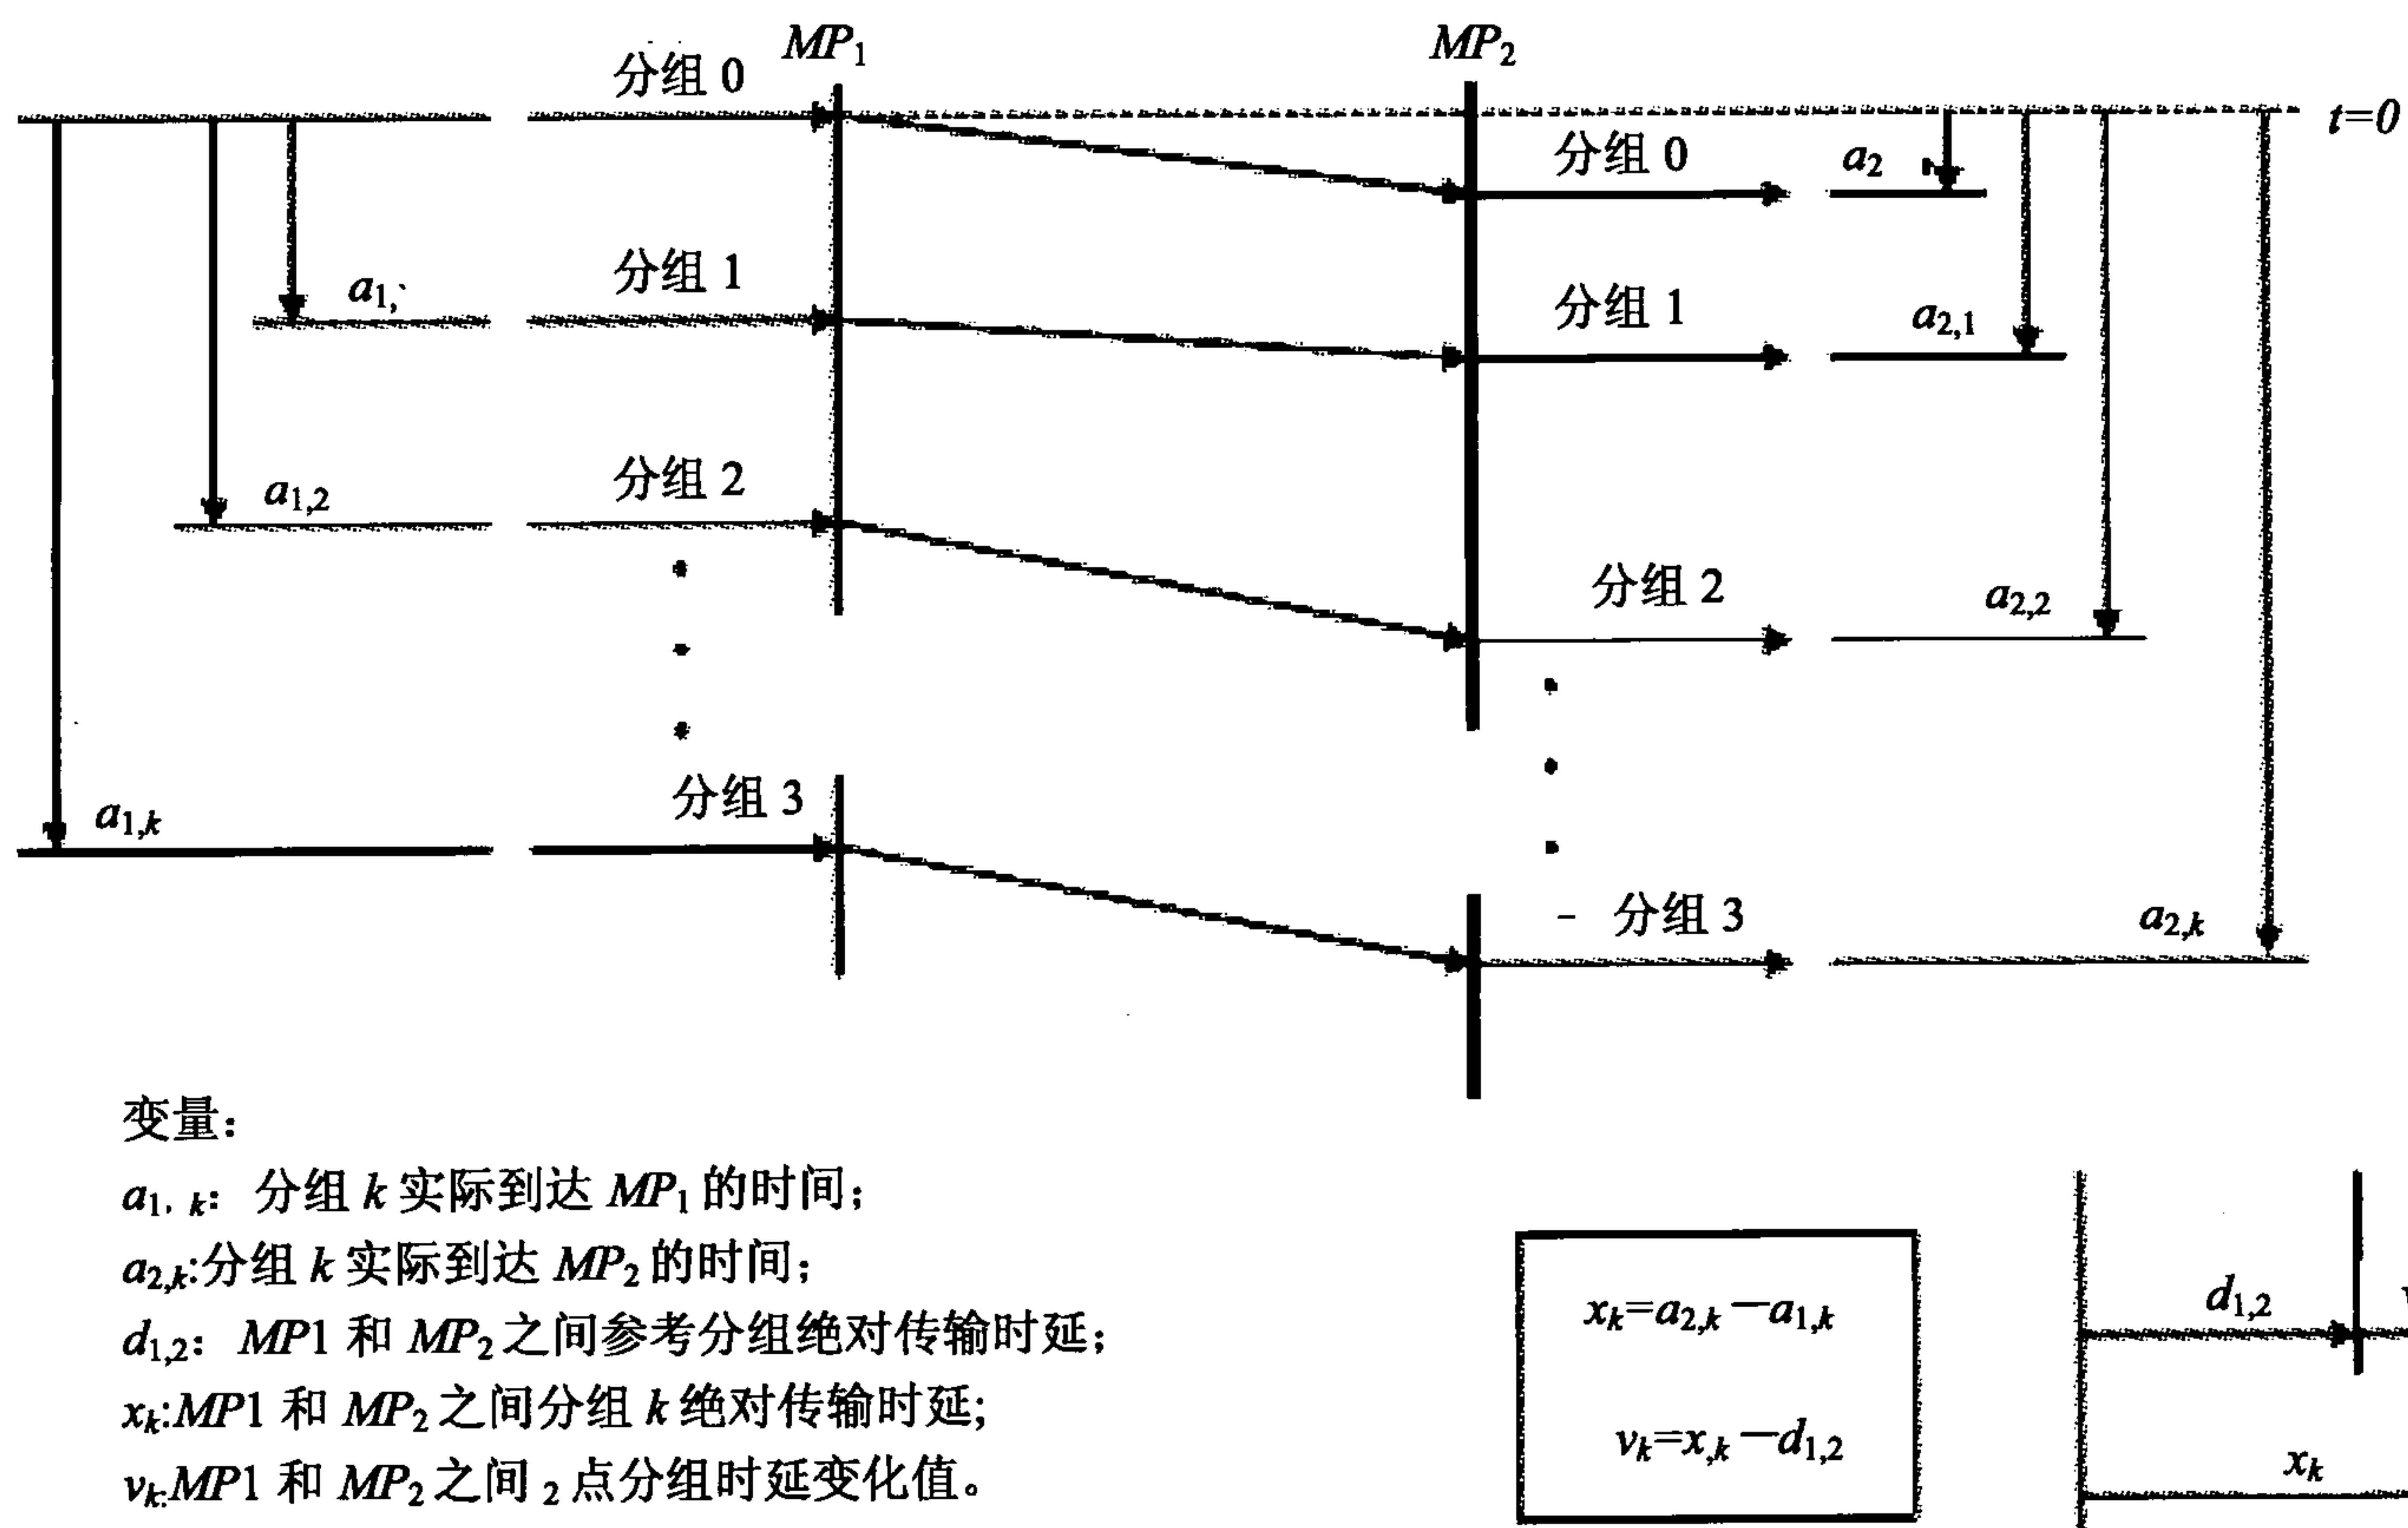 MP₁
MP₂
分组 0
t=0
分组 0
a₂
分组 1
a₁,
分组 1
a₂,₁
分组 2
a₁,₂
分组 2
a₂,₂
分组 3
a₁,ₖ
分组 3
a₂,ₖ
变量：
a₁, ₖ：分组 k 实际到达 MP₁ 的时间；
a₂,ₖ:分组 k 实际到达 MP₂ 的时间；
d₁,₂：MP1 和 MP₂ 之间参考分组绝对传输时延；
xₖ:MP1 和 MP₂ 之间分组 k 绝对传输时延;
vₖ:MP1 和 MP₂ 之间 ₂ 点分组时延变化值。
xₖ=a₂,ₖ－a₁,ₖ
vₖ=x,ₖ－d₁,₂
d₁,₂
xₖ